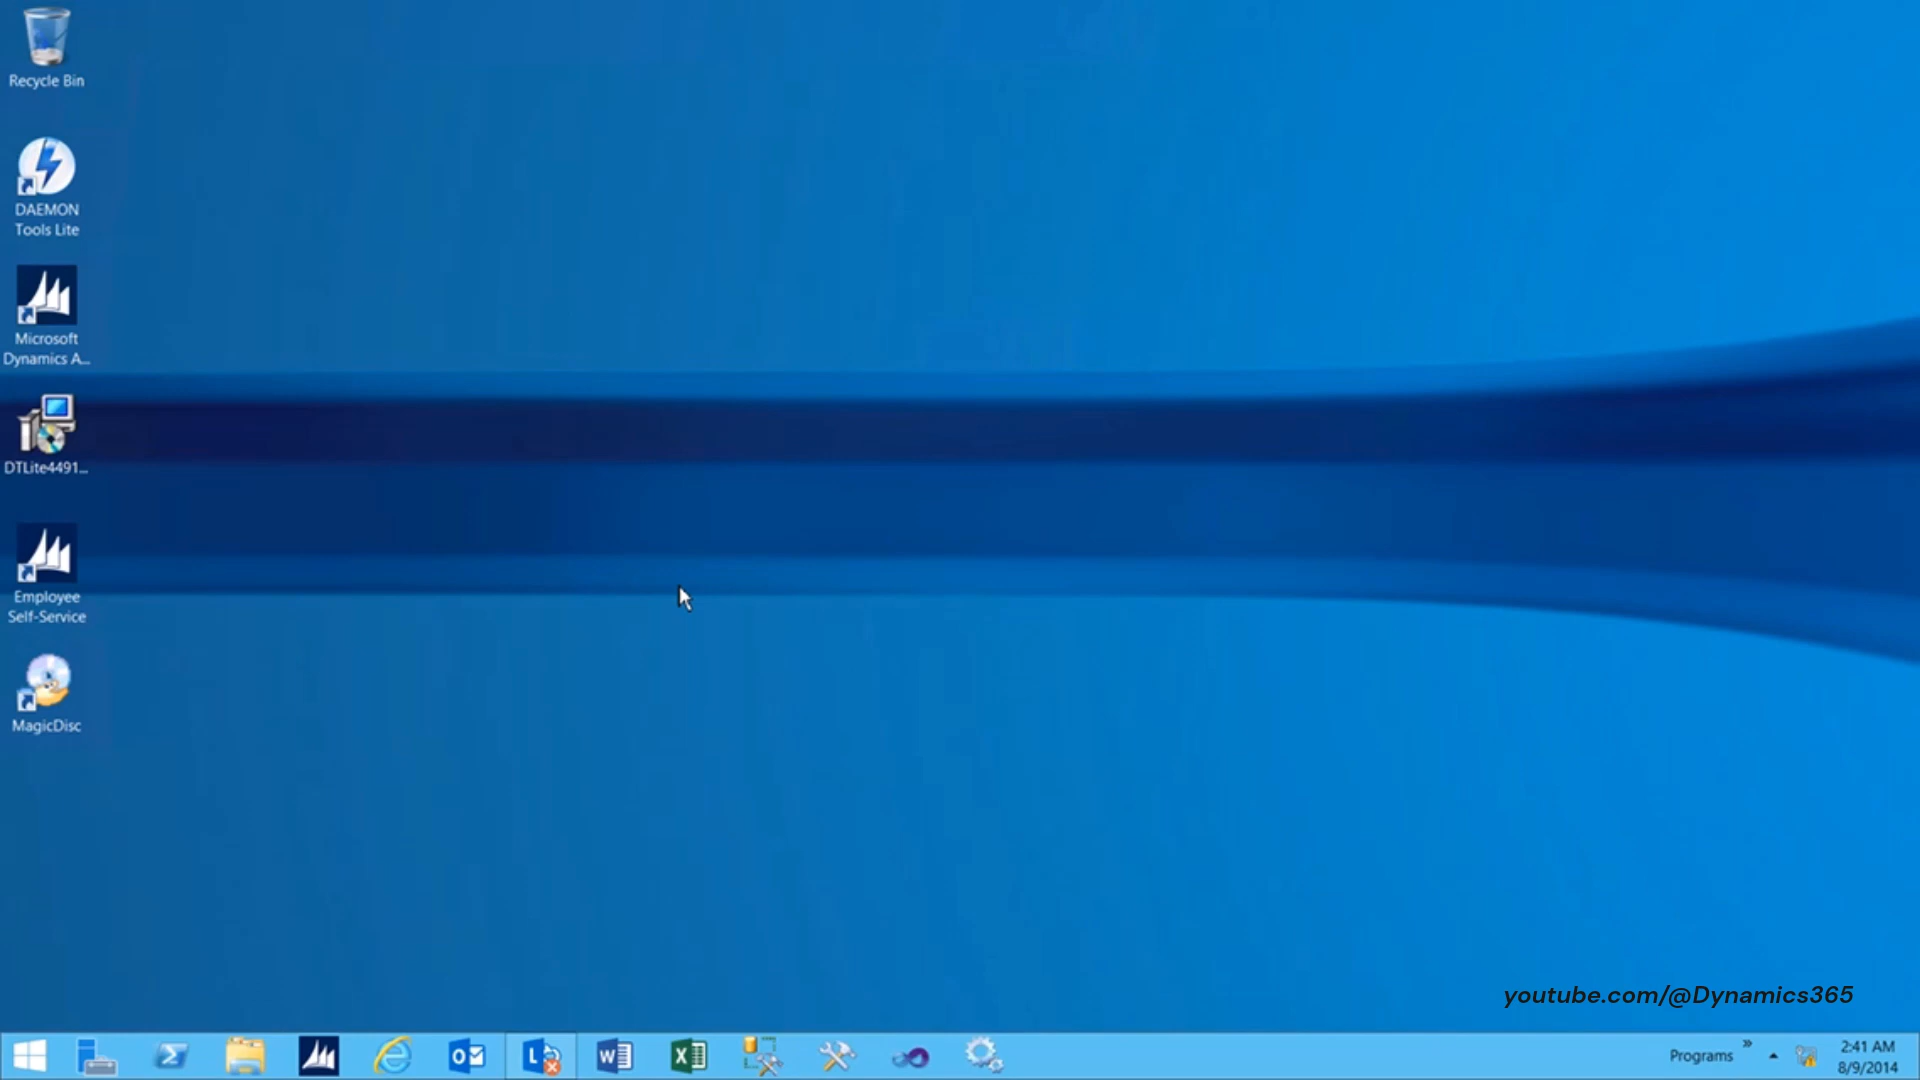 Recycle Bin
DAEMON
Tools Lite
Microsoft
Dynamics A...
DTLite4491...
Employee
Self-Service
MagicDisc
youtube.com/@Dynamics365
Programs
2:41 AM
8/9/2014